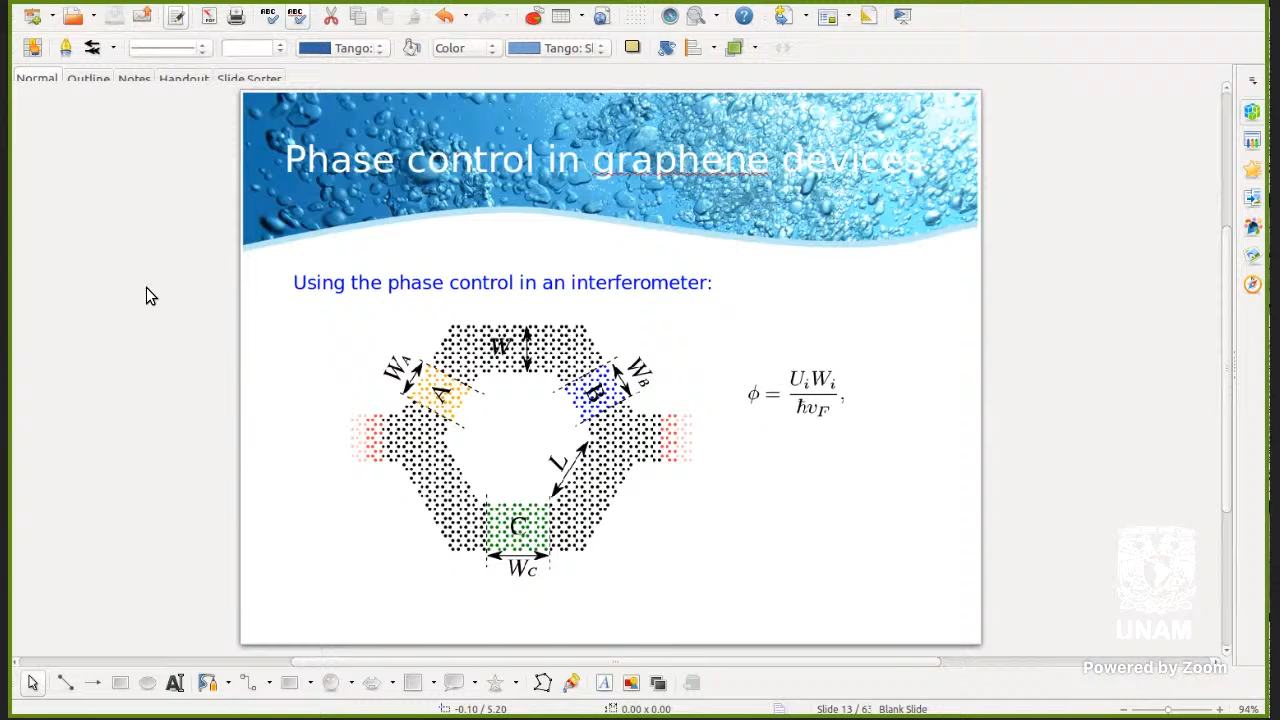 Tango:
Color
Tango: Sl
Normal
Outline
Notes
Handout
Slide Sorter
Phase control in graphene devices
Using the phase control in an interferometer:
W
W_A
A
W_B
B
L
C
W_C
ϕ = U_iW_i / ħv_F,
UNAM
Powered by Zoom
-0.10 / 5.20
0.00 x 0.00
Slide 13 / 63
Blank Slide
94%